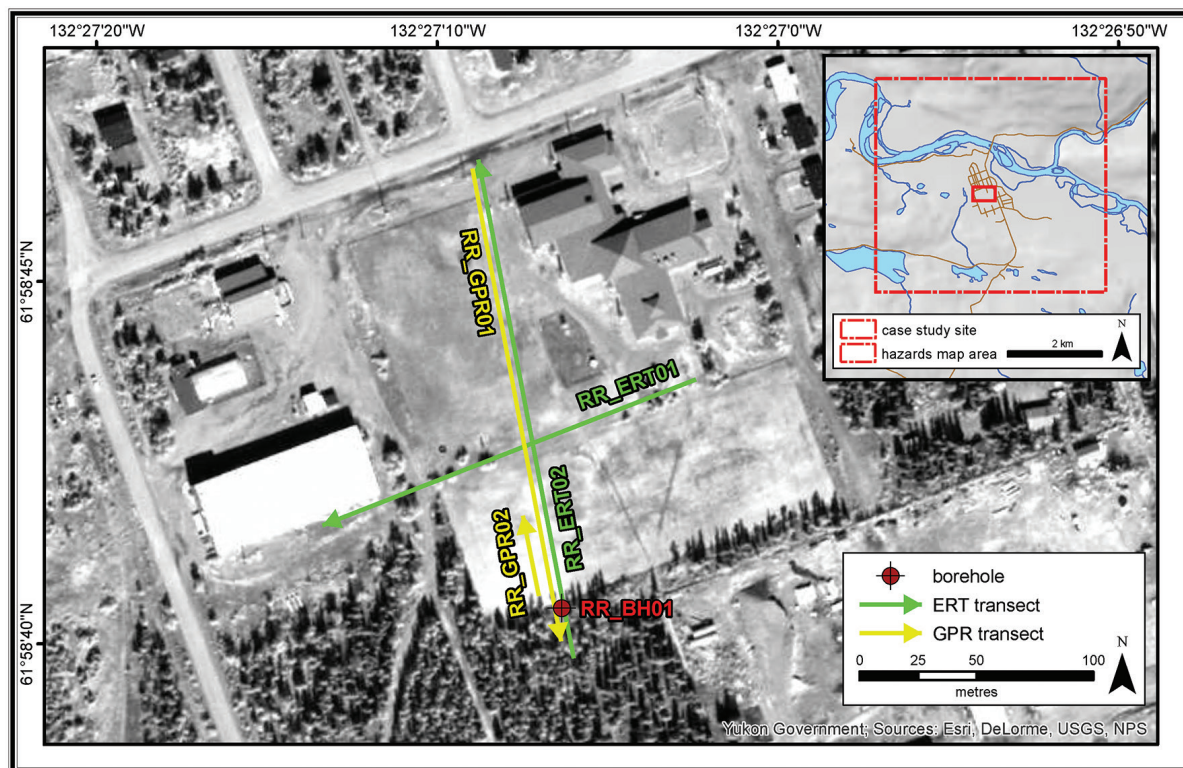 132°27'20"W 132°27'10"W 132°27'0"W 132°26'50"W
61°58'45"N
61°58'40"N
RR_GPR01
RR_ERT01
RR_ERT02
RR_GPR02
RR_BH01
case study site
hazards map area
2 km
N
borehole
ERT transect
GPR transect
N
0 25 50 100
metres
Yukon Government; Sources: Esri, DeLorme, USGS, NPS